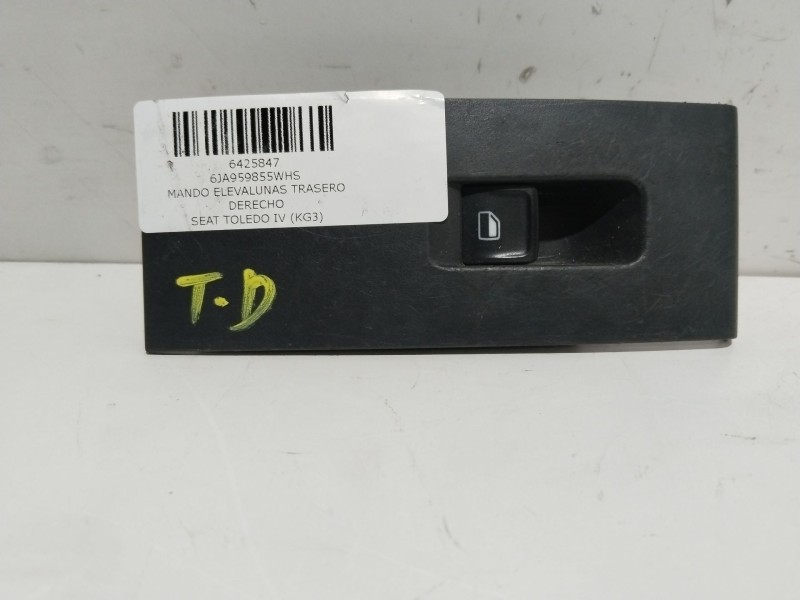 6425847
6JA959855WHS
MANDO ELEVALUNAS TRASERO
DERECHO
SEAT TOLEDO IV (KG3)
T.D